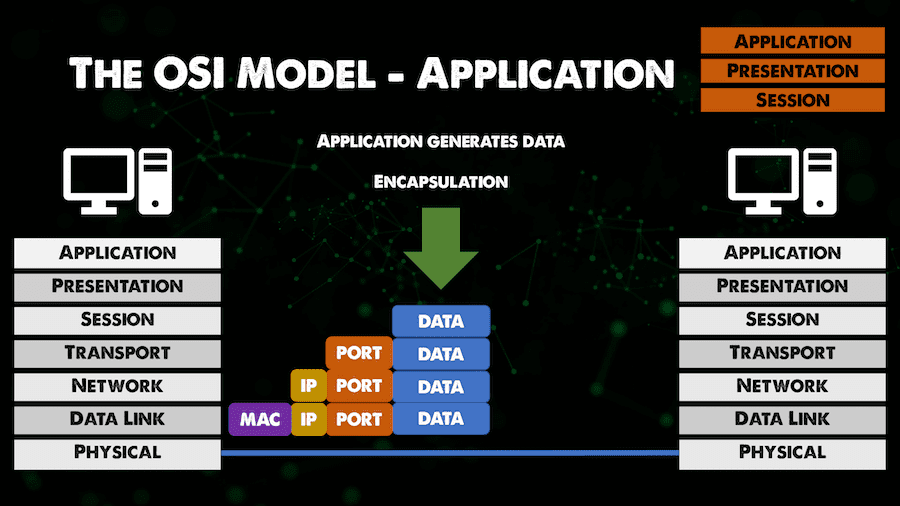 The OSI Model - Application
Application
Presentation
Session
Application generates data
Encapsulation
Application
Presentation
Session
Transport
Network
Data Link
Physical
DATA
PORT DATA
IP PORT DATA
MAC IP PORT DATA
Application
Presentation
Session
Transport
Network
Data Link
Physical